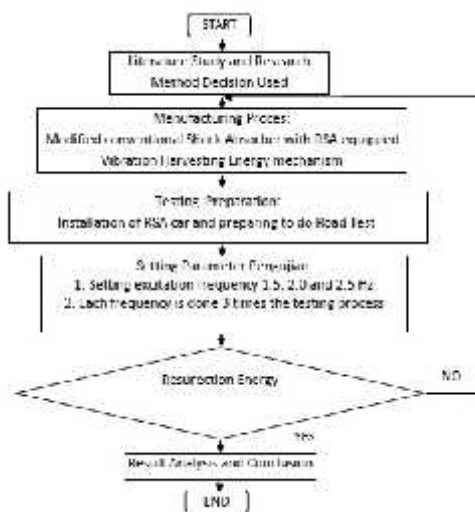 START
Literature Study and Research
Method Decision Used
Manufacturing Proces:
Modified conventional Shock Absorber with RSA equipped
Vibration Harvesting Energy mechanism
Testing Preparation:
Installation of RSA car and preparing to do Road Test
Setting Parameter Pengujian
1. Setting exitation frequency 1.5, 2.0 and 2.5 Hz
2. Each frequency is done 3 times the testing process
Resurection Energy
NO
YES
Result Analysis and Conclusion
END